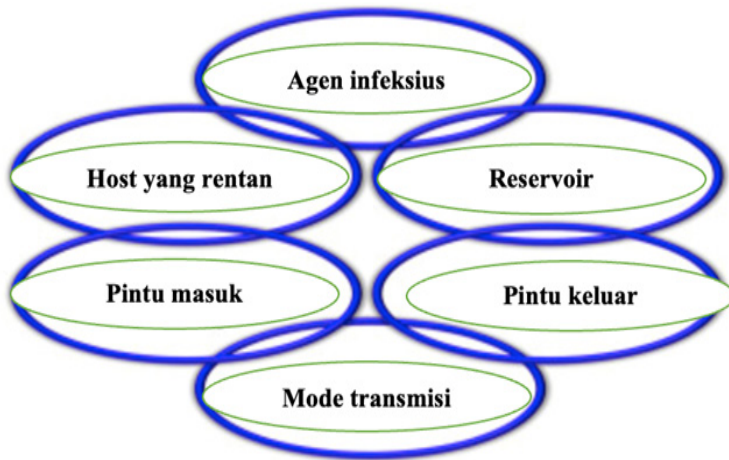 Agen infeksius
Host yang rentan
Reservoir
Pintu masuk
Pintu keluar
Mode transmisi